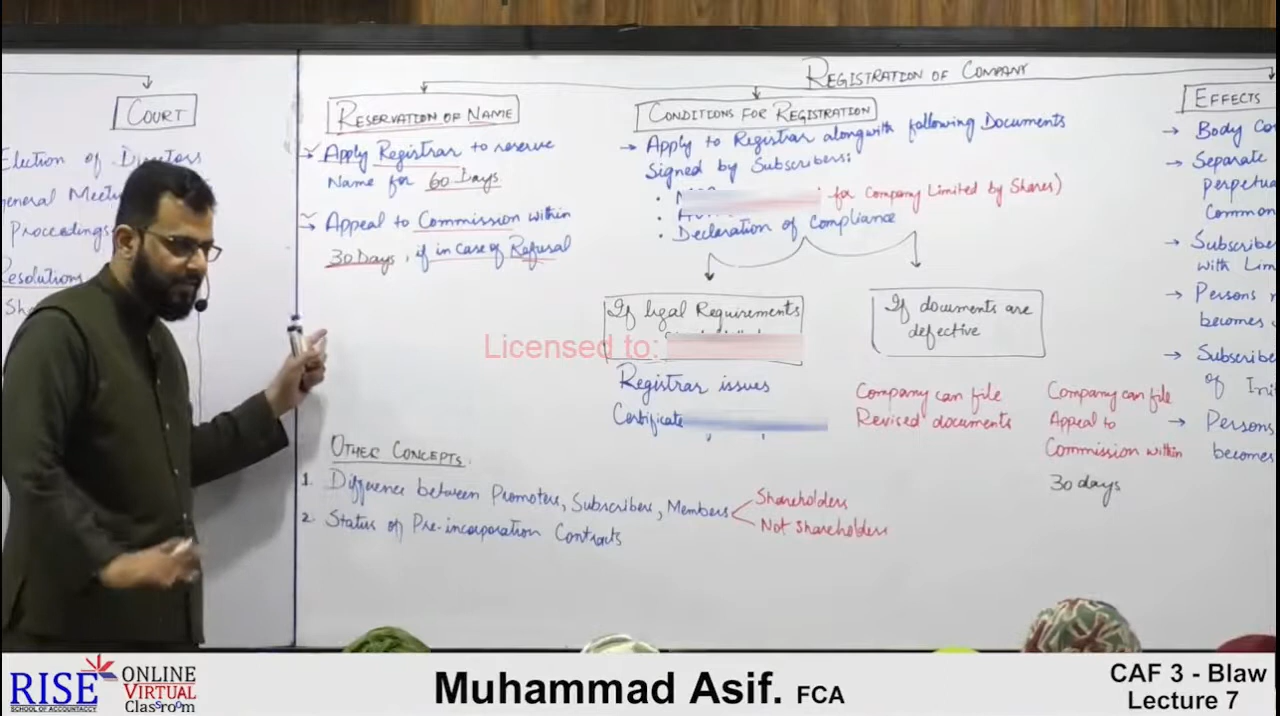 REGISTRATION OF COMPANY
COURT
Election of Directors
General Meet
Proceedings
Resolutions
Sh
RESERVATION OF NAME
→ Apply Registrar to reserve
Name for 60 Days
→ Appeal to Commission within
30 Days, if in case of Refusal
CONDITIONS FOR REGISTRATION
→ Apply to Registrar alongwith following Documents
Signed by Subscribers:
for Company Limited by Shares)
• Declaration of Compliance
If legal Requirements
Licensed to:
Registrar issues
Certificate
If documents are
defective
Company can file
Revised documents
Company can file
Appeal to
Commission within
30 days
EFFECTS
→ Body Co
→ Separate
perpetua
Common
→ Subscribe
with Lim
→ Persons
becomes
→ Subscribe
of Ini
→ Persons
becomes
OTHER CONCEPTS
1. Difference between Promoters, Subscribers, Members
Shareholders
Not Shareholders
2. Status of Pre-incorporation Contracts
RISE
SCHOOL OF ACCOUNTACY
ONLINE
VIRTUAL
Classroom
Muhammad Asif. FCA
CAF 3 - Blaw
Lecture 7